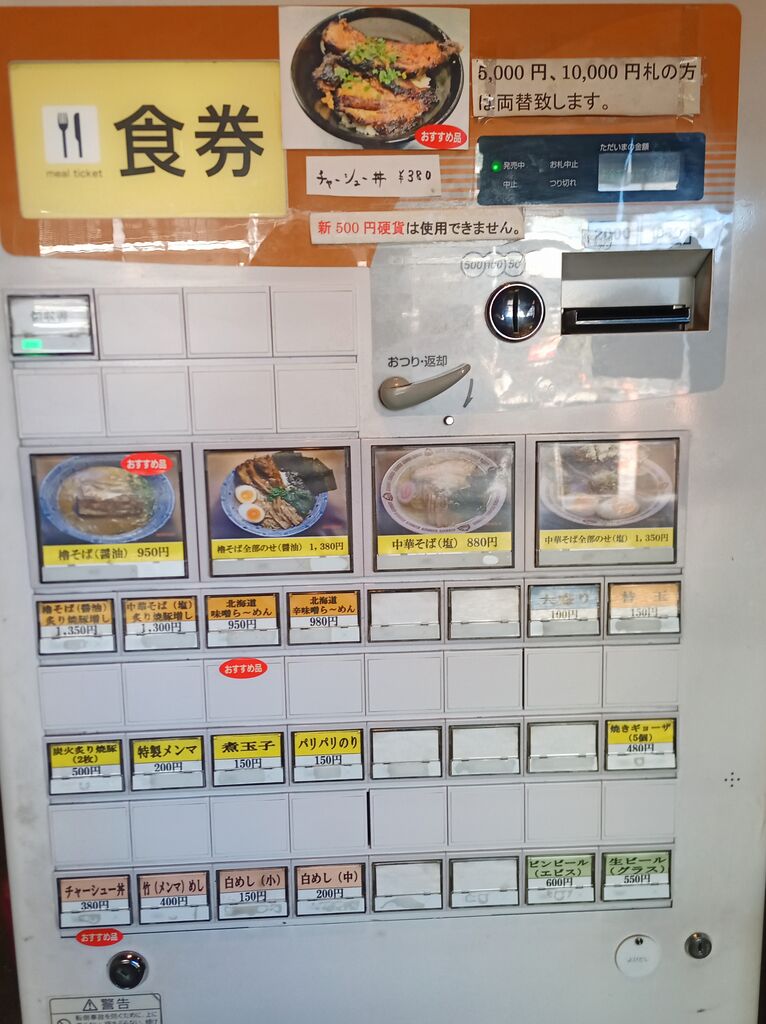 食券
meal ticket
おすすめ品
チャーシュー丼 ¥380
5,000円、10,000円札の方
は両替致します。
ただいまの金額
発売中 お札中止
中止 つり切れ
新500円硬貨は使用できません。
500 100 50
おつり・返却
領収書
おすすめ品
櫓そば(醤油) 950円
櫓そば全部のせ(醤油) 1,380円
中華そば(塩) 880円
中華そば全部のせ(塩) 1,350円
櫓そば(醤油)
炙り焼豚増し
1,350円
中華そば(塩)
炙り焼豚増し
1,300円
北海道
味噌ら~めん
950円
北海道
辛味噌ら~めん
980円
大盛り
100円
替玉
150円
おすすめ品
炭火炙り焼豚
(2枚)
500円
特製メンマ
200円
煮玉子
150円
パリパリのり
150円
焼きギョーザ
(5個)
480円
チャーシュー丼
380円
竹(メンマ)めし
400円
白めし(小)
150円
白めし(中)
200円
ビンビール
(エビス)
600円
生ビール
(グラス)
550円
おすすめ品
警告